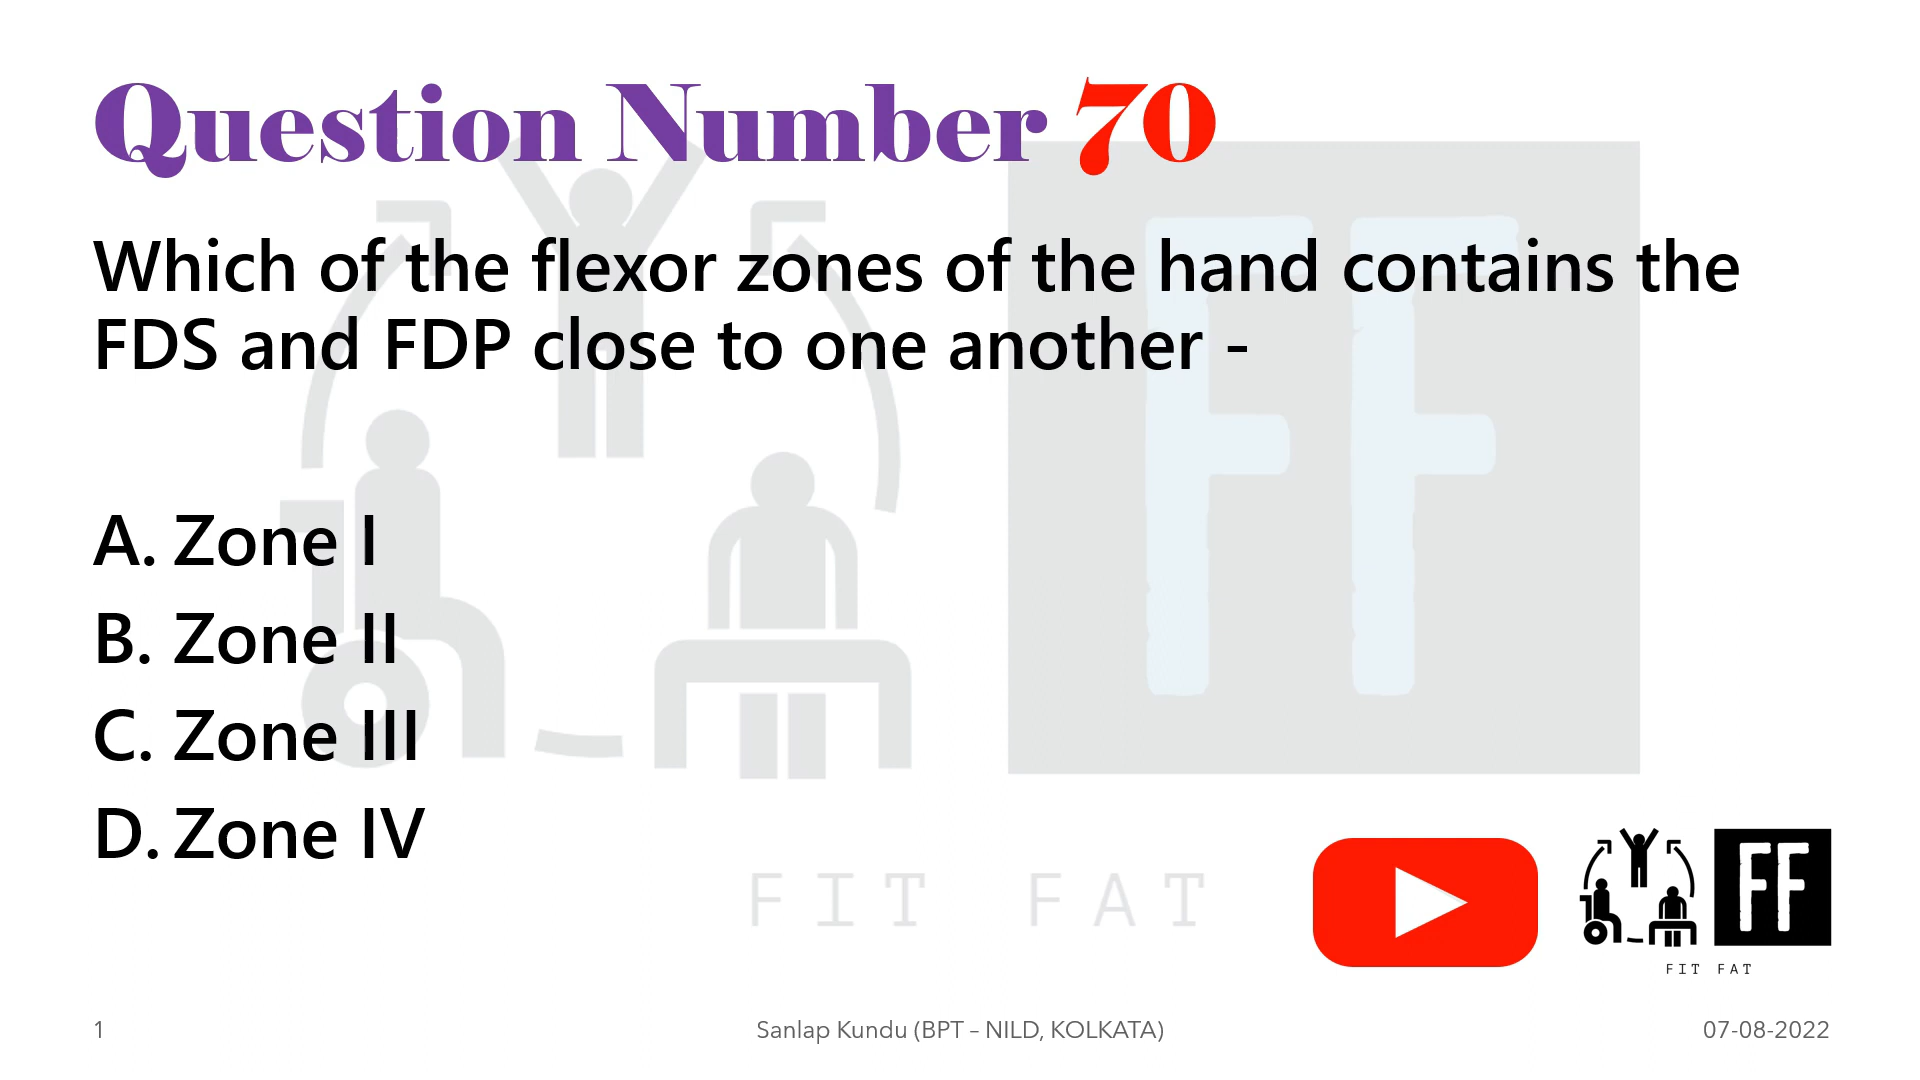 Question Number 70
Which of the flexor zones of the hand contains the
FDS and FDP close to one another -
A. Zone I
B. Zone II
C. Zone III
D. Zone IV
FIT FAT
FF
FF
FIT FAT
1
Sanlap Kundu (BPT – NILD, KOLKATA)
07-08-2022